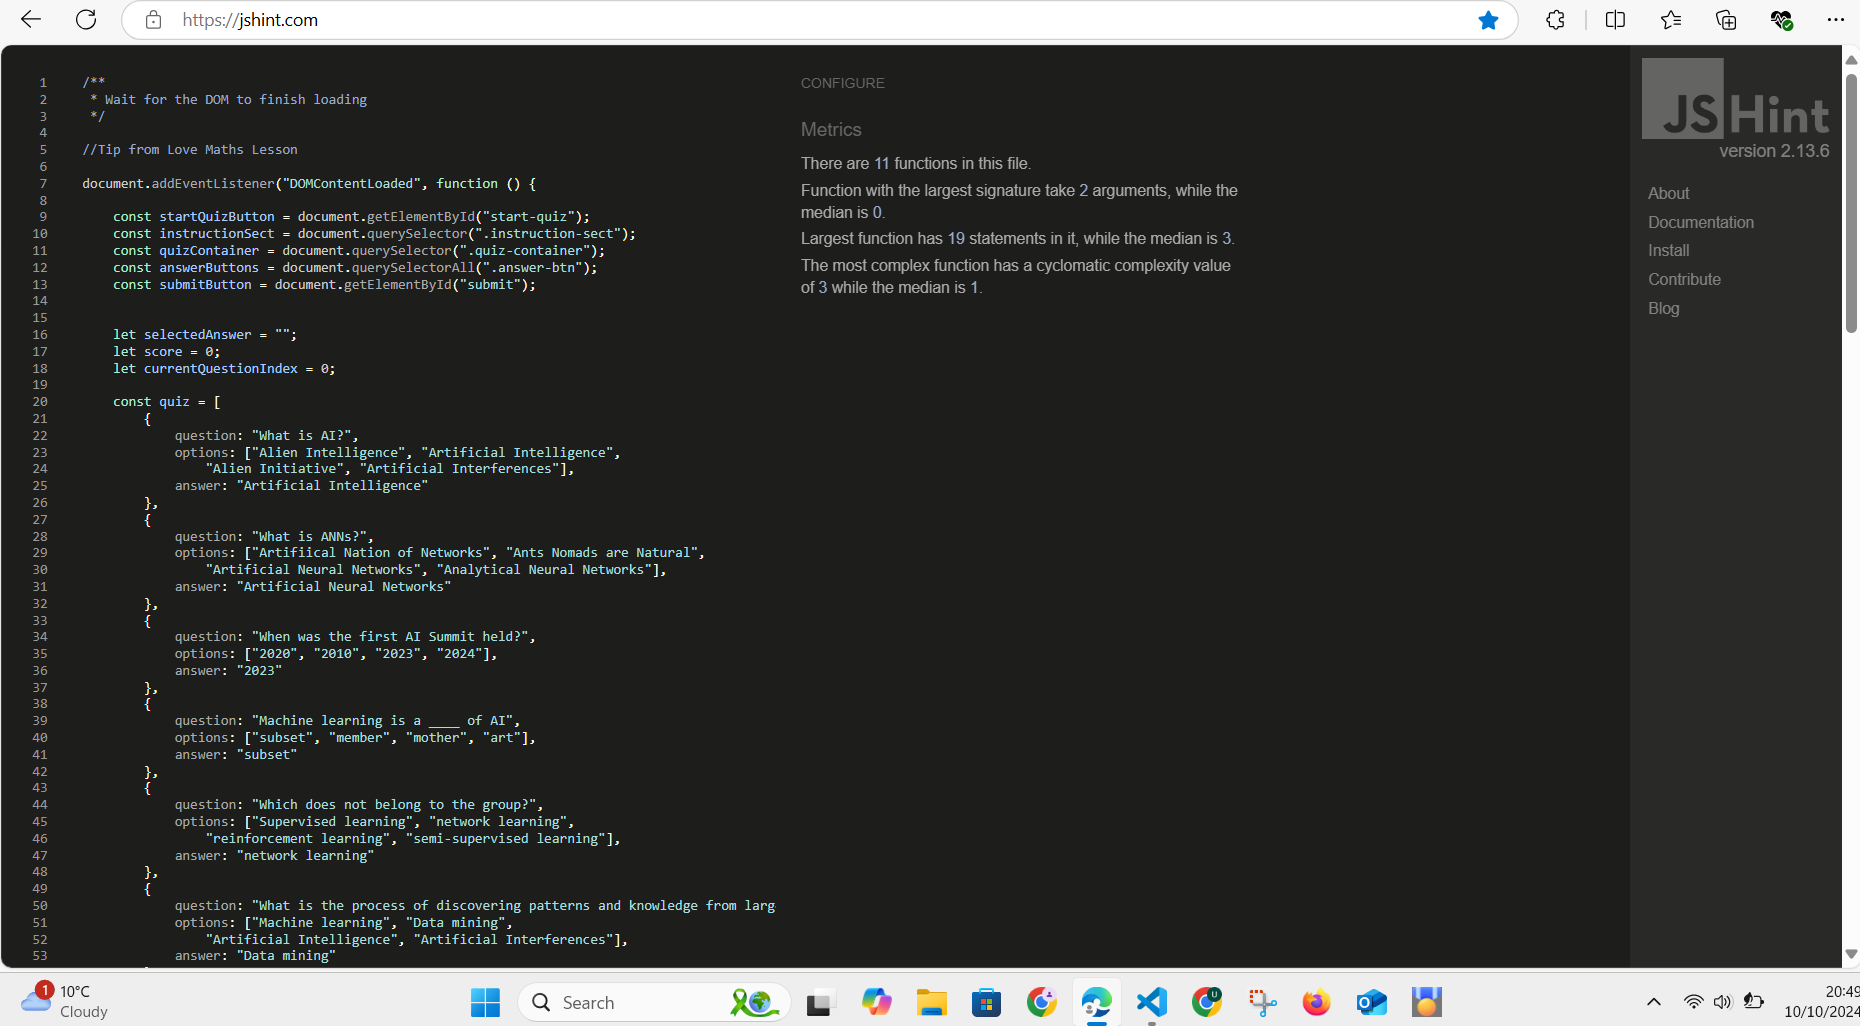 https://jshint.com
1 /**
2 * Wait for the DOM to finish loading
3 */
4
5 //Tip from Love Maths Lesson
6
7 document.addEventListener("DOMContentLoaded", function () {
8
9 const startQuizButton = document.getElementById("start-quiz");
10 const instructionSect = document.querySelector(".instruction-sect");
11 const quizContainer = document.querySelector(".quiz-container");
12 const answerButtons = document.querySelectorAll(".answer-btn");
13 const submitButton = document.getElementById("submit");
14
15
16 let selectedAnswer = "";
17 let score = 0;
18 let currentQuestionIndex = 0;
19
20 const quiz = [
21 {
22 question: "What is AI?",
23 options: ["Alien Intelligence", "Artificial Intelligence",
24 "Alien Initiative", "Artificial Interferences"],
25 answer: "Artificial Intelligence"
26 },
27 {
28 question: "What is ANNs?",
29 options: ["Artifiical Nation of Networks", "Ants Nomads are Natural",
30 "Artificial Neural Networks", "Analytical Neural Networks"],
31 answer: "Artificial Neural Networks"
32 },
33 {
34 question: "When was the first AI Summit held?",
35 options: ["2020", "2010", "2023", "2024"],
36 answer: "2023"
37 },
38 {
39 question: "Machine learning is a ____ of AI",
40 options: ["subset", "member", "mother", "art"],
41 answer: "subset"
42 },
43 {
44 question: "Which does not belong to the group?",
45 options: ["Supervised learning", "network learning",
46 "reinforcement learning", "semi-supervised learning"],
47 answer: "network learning"
48 },
49 {
50 question: "What is the process of discovering patterns and knowledge from larg
51 options: ["Machine learning", "Data mining",
52 "Artificial Intelligence", "Artificial Interferences"],
53 answer: "Data mining"
CONFIGURE
Metrics
There are 11 functions in this file.
Function with the largest signature take 2 arguments, while the
median is 0.
Largest function has 19 statements in it, while the median is 3.
The most complex function has a cyclomatic complexity value
of 3 while the median is 1.
JSHint
version 2.13.6
About
Documentation
Install
Contribute
Blog
1
10°C
Cloudy
Search
U
20:49
10/10/2024